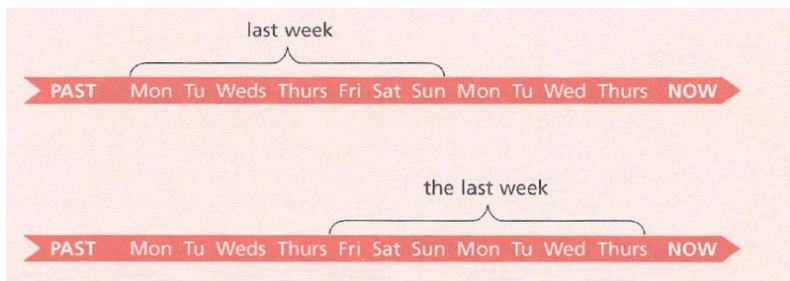 last week
PAST Mon Tu Weds Thurs Fri Sat Sun Mon Tu Wed Thurs NOW
the last week
PAST Mon Tu Weds Thurs Fri Sat Sun Mon Tu Wed Thurs NOW